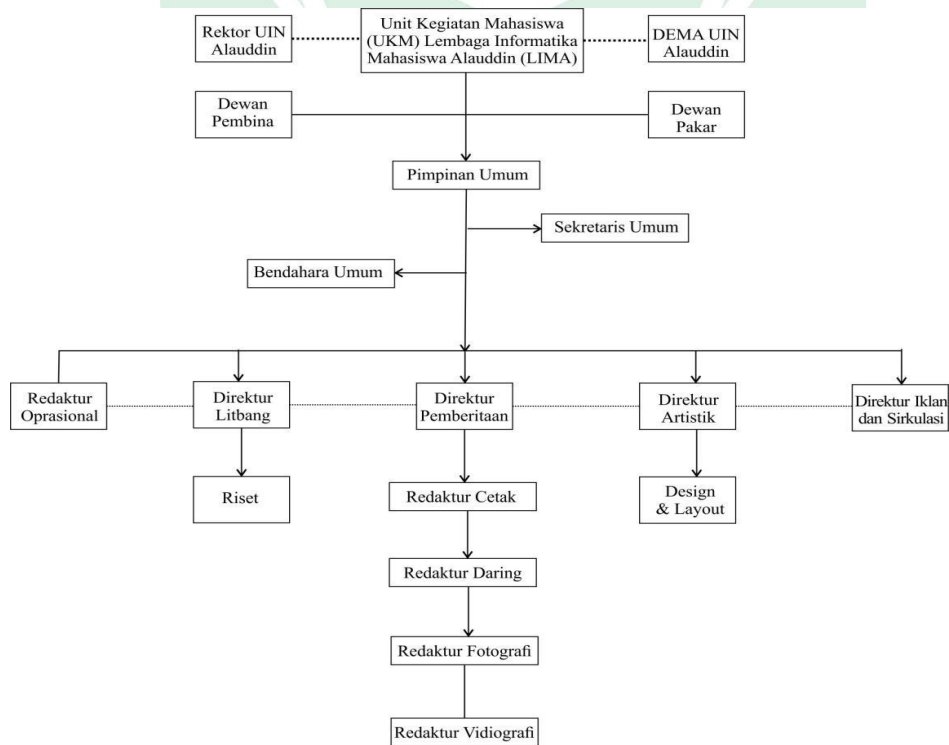 Rektor UIN
Alauddin
Unit Kegiatan Mahasiswa
(UKM) Lembaga Informatika
Mahasiswa Alauddin (LIMA)
DEMA UIN
Alauddin
Dewan
Pembina
Dewan
Pakar
Pimpinan Umum
Sekretaris Umum
Bendahara Umum
Redaktur
Oprasional
Direktur
Litbang
Direktur
Pemberitaan
Direktur
Artistik
Direktur Iklan
dan Sirkulasi
Riset
Redaktur Cetak
Design
& Layout
Redaktur Daring
Redaktur Fotografi
Redaktur Vidiografi